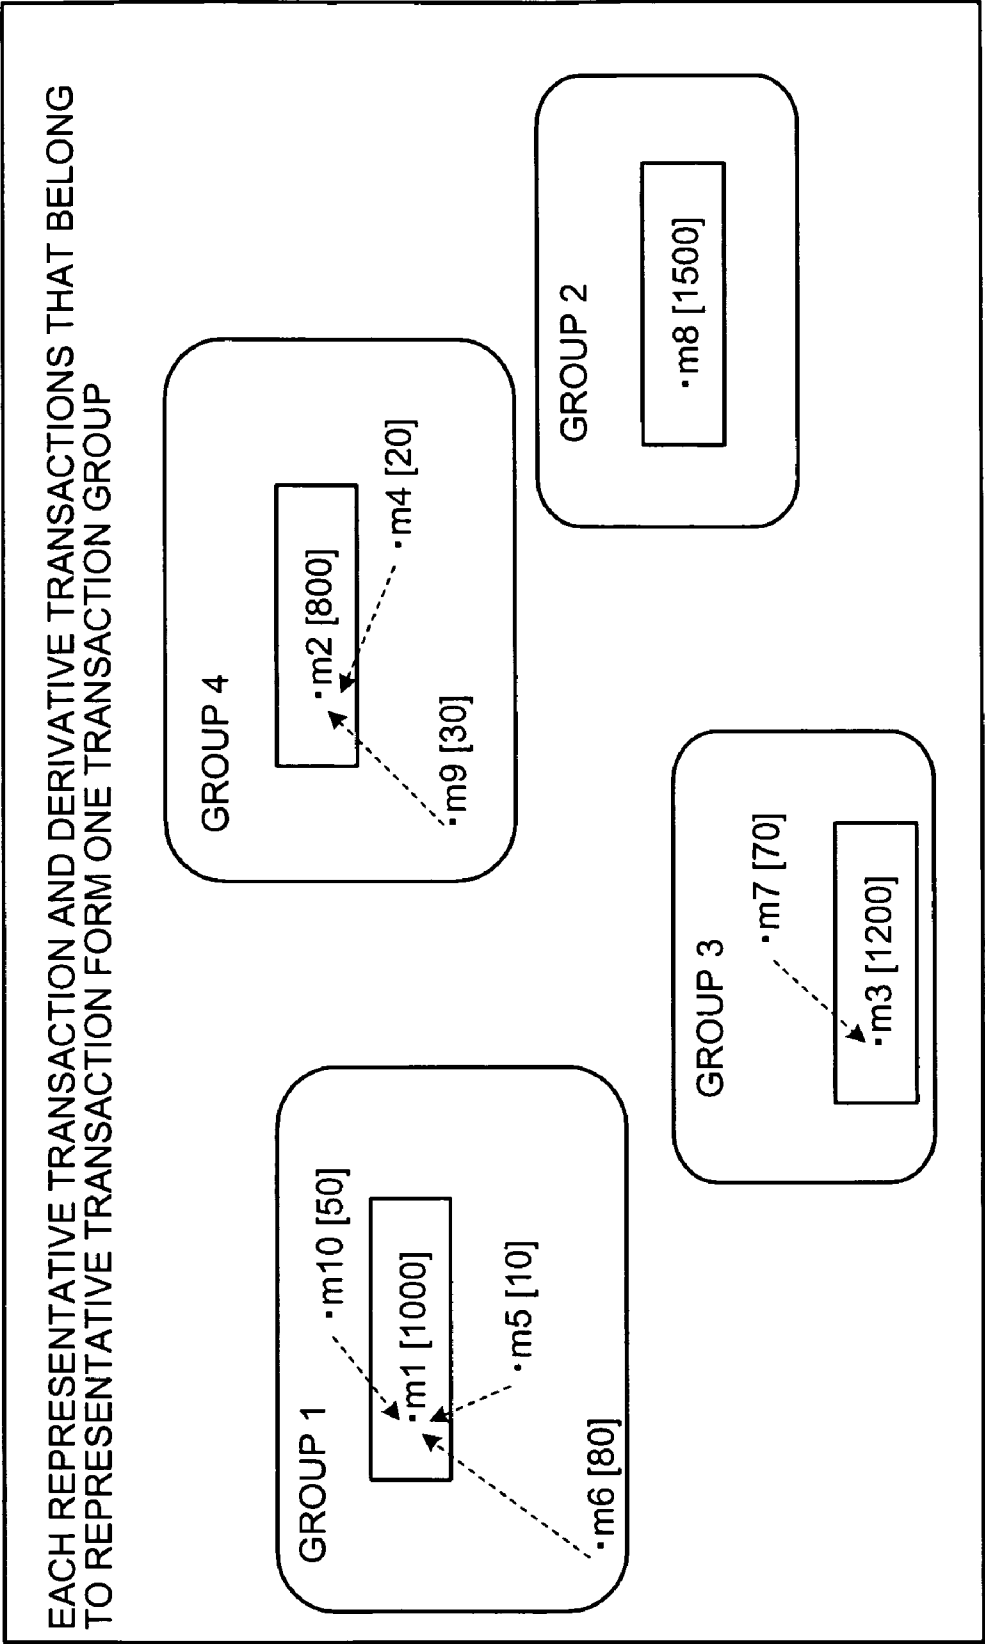 EACH REPRESENTATIVE TRANSACTION AND DERIVATIVE TRANSACTIONS THAT BELONG
TO REPRESENTATIVE TRANSACTION FORM ONE TRANSACTION GROUP
GROUP 1
·m10 [50]
·m1 [1000]
·m5 [10]
·m6 [80]
GROUP 4
·m2 [800]
·m4 [20]
·m9 [30]
GROUP 3
·m7 [70]
·m3 [1200]
GROUP 2
·m8 [1500]